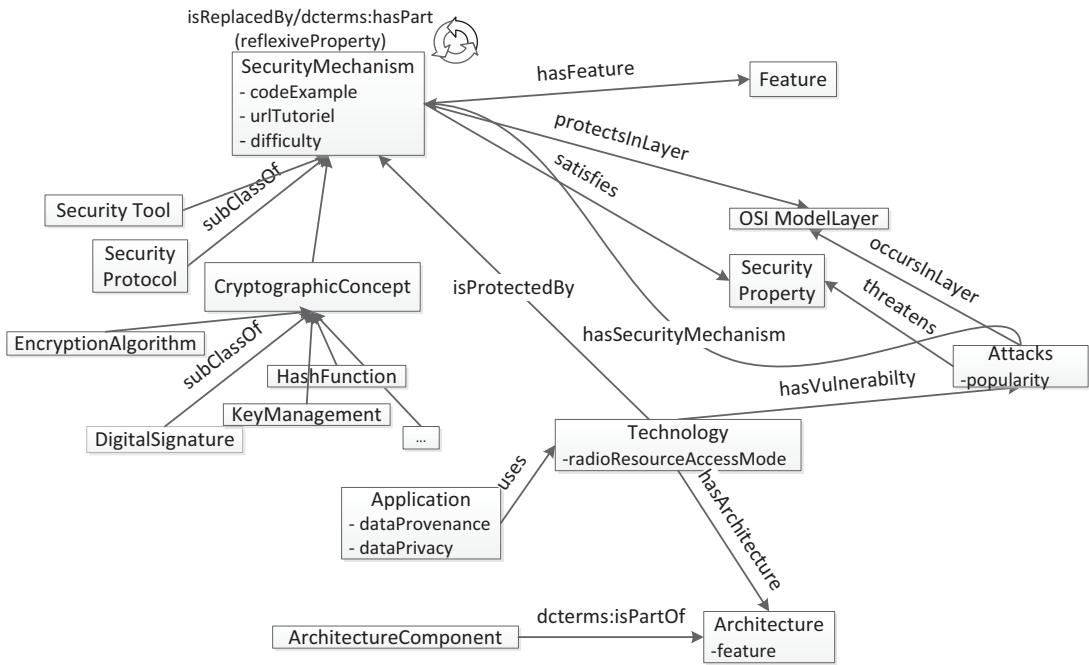 isReplacedBy/dcterms:hasPart
(reflexiveProperty)
SecurityMechanism
- codeExample
- urlTutoriel
- difficulty
hasFeature
Feature
protectsInLayer
satisfies
OSI ModelLayer
Security
Property
occursInLayer
threatens
Security Tool
subClassOf
Security
Protocol
CryptographicConcept
isProtectedBy
hasSecurityMechanism
Attacks
-popularity
EncryptionAlgorithm
subClassOf
HashFunction
KeyManagement
DigitalSignature
...
hasVulnerabilty
Technology
-radioResourceAccessMode
uses
Application
- dataProvenance
- dataPrivacy
hasArchitecture
ArchitectureComponent
dcterms:isPartOf
Architecture
-feature